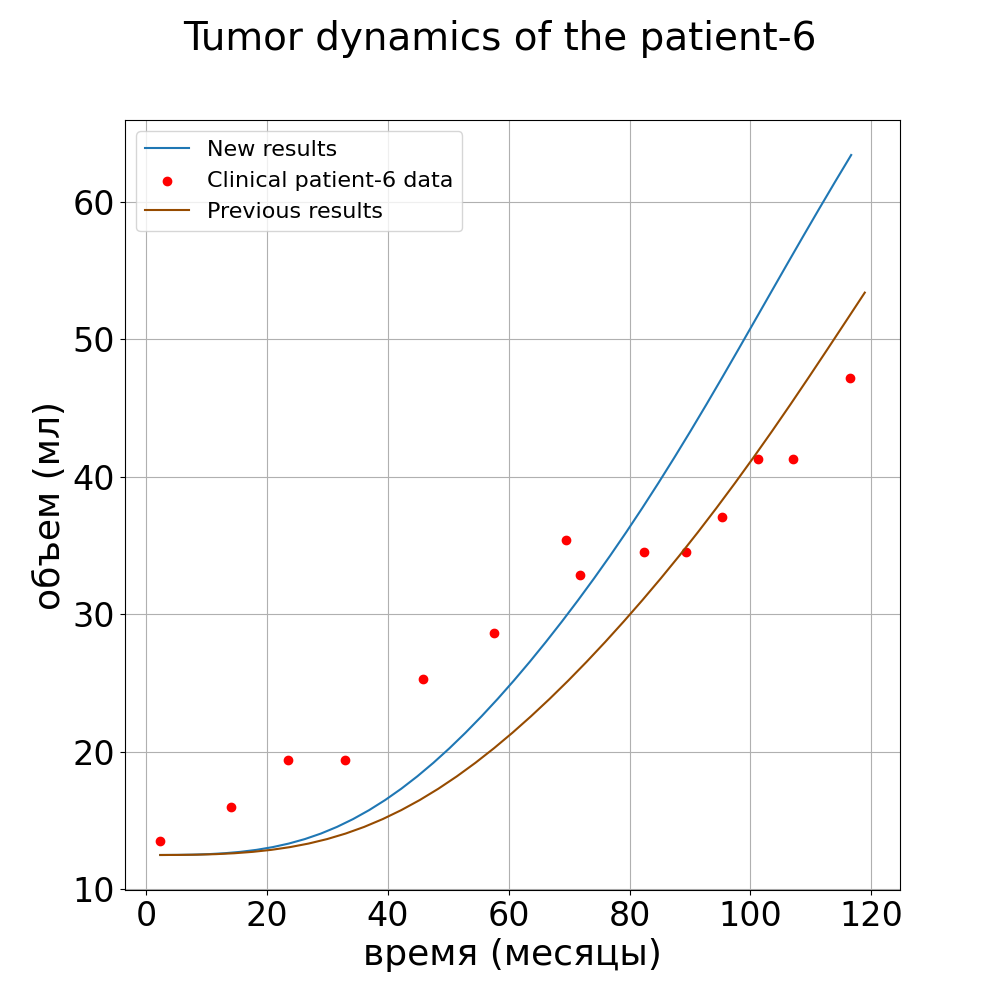 Tumor dynamics of the patient-6
New results
Clinical patient-6 data
Previous results
60
50
40
30
20
10
объем (мл)
0 20 40 60 80 100 120
время (месяцы)